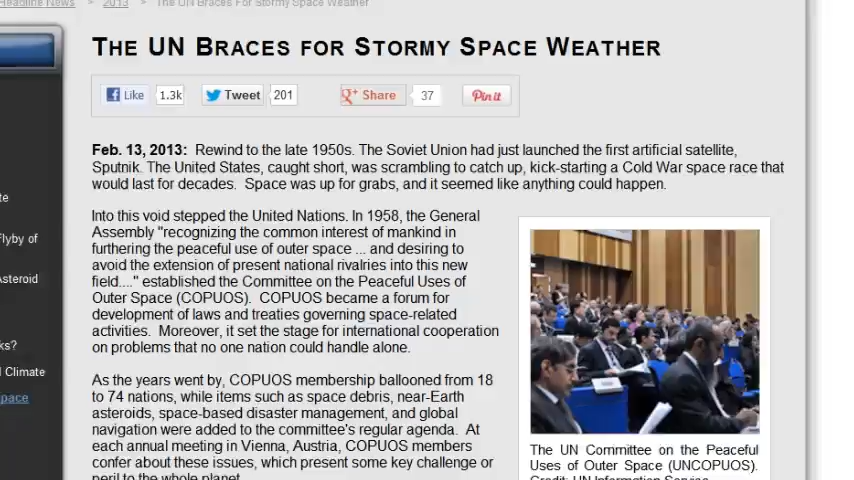 Headline News > 2013 > The UN Braces For Stormy Space Weather
THE UN BRACES FOR STORMY SPACE WEATHER
Like 1.3k Tweet 201 Share 37 Pin it
Feb. 13, 2013: Rewind to the late 1950s. The Soviet Union had just launched the first artificial satellite,
Sputnik. The United States, caught short, was scrambling to catch up, kick-starting a Cold War space race that
would last for decades. Space was up for grabs, and it seemed like anything could happen.
Into this void stepped the United Nations. In 1958, the General
Assembly "recognizing the common interest of mankind in
furthering the peaceful use of outer space ... and desiring to
avoid the extension of present national rivalries into this new
field...." established the Committee on the Peaceful Uses of
Outer Space (COPUOS). COPUOS became a forum for
development of laws and treaties governing space-related
activities. Moreover, it set the stage for international cooperation
on problems that no one nation could handle alone.
As the years went by, COPUOS membership ballooned from 18
to 74 nations, while items such as space debris, near-Earth
asteroids, space-based disaster management, and global
navigation were added to the committee's regular agenda. At
each annual meeting in Vienna, Austria, COPUOS members
confer about these issues, which present some key challenge or
peril to the whole planet.
The UN Committee on the Peaceful
Uses of Outer Space (UNCOPUOS).
Credit: UN Information Service
flyby of
Asteroid
ks?
Climate
pace